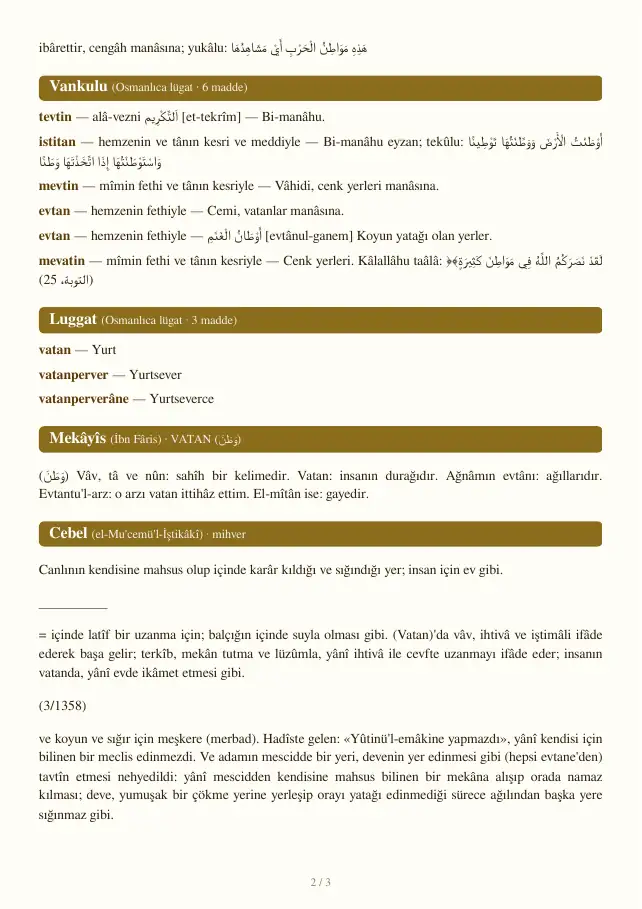 ibârettir, cengâh manâsına; yukâlu: هَذِهِ مَوَاطِنُ الْحَرْبِ أَيْ مَشَاهِدُهَا
Vankulu (Osmanlıca lügat · 6 madde)
tevtin — alâ-vezni اَلتَّكْرِيم [et-tekrîm] — Bi-manâhu.
istitan — hemzenin ve tânın kesri ve meddiyle — Bi-manâhu eyzan; tekûlu: أَوْطَنْتُ الْأَرْضَ وَوَطَّنْتُهَا تَوْطِينًا
وَاسْتَوْطَنْتُهَا إِذَا اتَّخَذْتَهَا وَطَنًا
mevtin — mîmin fethi ve tânın kesriyle — Vâhidi, cenk yerleri manâsına.
evtan — hemzenin fethiyle — Cemi, vatanlar manâsına.
evtan — hemzenin fethiyle — أَوْطَانُ الْغَنَمِ [evtânul-ganem] Koyun yatağı olan yerler.
mevatin — mîmin fethi ve tânın kesriyle — Cenk yerleri. Kâlallâhu taâlâ: ﴿﴿لَقَدْ نَصَرَكُمُ اللَّهُ فِي مَوَاطِنَ كَثِيرَةٍ
(التوبة، 25)
Luggat (Osmanlıca lügat · 3 madde)
vatan — Yurt
vatanperver — Yurtsever
vatanperverâne — Yurtseverce
Mekâyîs (İbn Fâris) · VATAN (وَطَنَ)
(وَطَنَ) Vâv, tâ ve nûn: sahîh bir kelimedir. Vatan: insanın durağıdır. Ağnâmın evtânı: ağıllarıdır.
Evtantu'l-arz: o arzı vatan ittihâz ettim. El-mîtân ise: gayedir.
Cebel (el-Mu'cemü'l-İştikâkî) · mihver
Canlının kendisine mahsus olup içinde karâr kıldığı ve sığındığı yer; insan için ev gibi.
= içinde latîf bir uzanma için; balçığın içinde suyla olması gibi. (Vatan)'da vâv, ihtivâ ve iştimâli ifâde
ederek başa gelir; terkîb, mekân tutma ve lüzûmla, yânî ihtivâ ile cevfte uzanmayı ifâde eder; insanın
vatanda, yânî evde ikâmet etmesi gibi.
(3/1358)
ve koyun ve sığır için meşkere (merbad). Hadîste gelen: «Yûtinü'l-emâkine yapmazdı», yânî kendisi için
bilinen bir meclis edinmezdi. Ve adamın mescidde bir yeri, devenin yer edinmesi gibi (hepsi evtane'den)
tavtîn etmesi nehyedildi: yânî mescidden kendisine mahsus bilinen bir mekâna alışıp orada namaz
kılması; deve, yumuşak bir çökme yerine yerleşip orayı yatağı edinmediği sürece ağılından başka yere
sığınmaz gibi.
2 / 3